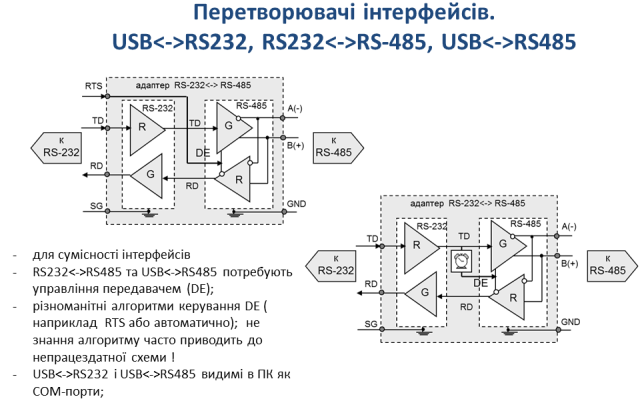 Перетворювачі інтерфейсів.
USB<->RS232, RS232<->RS-485, USB<->RS485
адаптер RS-232<-> RS-485
RTS
RS-232
RS-485
A(-)
TD
R
TD
G
B(+)
к
RS-232
DE
к
RS-485
RD
G
RD
R
SG
GND
адаптер RS-232<-> RS-485
RS-232
RS-485
A(-)
TD
R
TD
G
B(+)
к
RS-232
DE
к
RS-485
RD
G
RD
R
SG
GND
- для сумісності інтерфейсів
- RS232<->RS485 та USB<->RS485 потребують
управління передавачем (DE);
- різноманітні алгоритми керування DE (
наприклад RTS або автоматично); не
знання алгоритму часто приводить до
непрацездатної схеми !
- USB<->RS232 і USB<->RS485 видимі в ПК як
COM-порти;